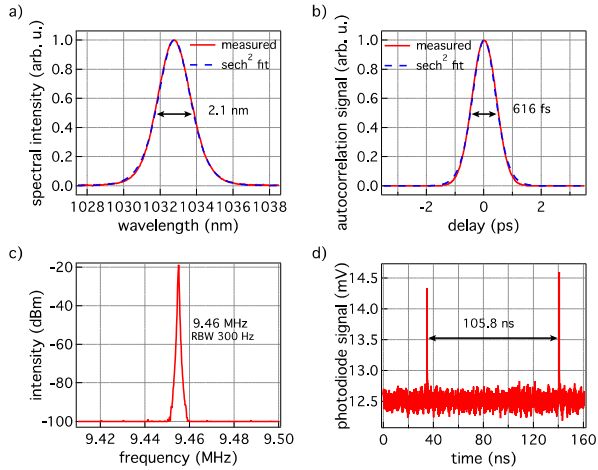 a)
spectral intensity (arb. u.)
1.0
0.8
0.6
0.4
0.2
0.0
measured
sech² fit
2.1 nm
1028 1030 1032 1034 1036 1038
wavelength (nm)
b)
autocorrelation signal (arb. u.)
1.0
0.8
0.6
0.4
0.2
0.0
measured
sech² fit
616 fs
-2 0 2
delay (ps)
c)
intensity (dBm)
-20
-40
-60
-80
-100
9.46 MHz
RBW 300 Hz
9.42 9.44 9.46 9.48 9.50
frequency (MHz)
d)
photodiode signal (mV)
14.5
14.0
13.5
13.0
12.5
105.8 ns
0 40 80 120 160
time (ns)